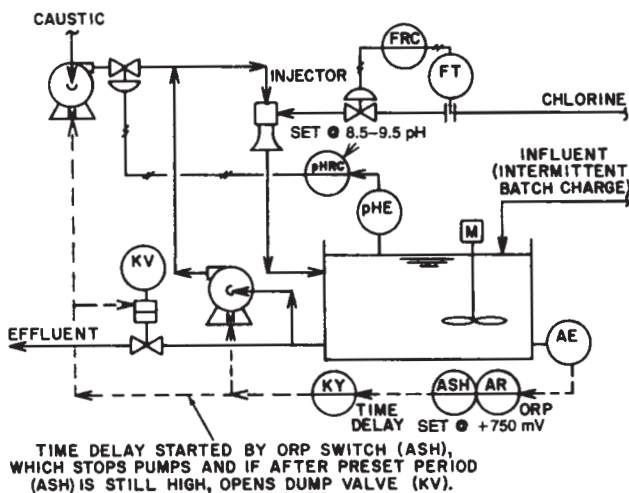 CAUSTIC
FRC
FT
C
INJECTOR
CHLORINE
SET @ 8.5–9.5 pH
INFLUENT
(INTERMITTENT
BATCH CHARGE)
pHRC
pHE
M
KV
C
EFFLUENT
AE
KY
ASH
AR
TIME
DELAY
ORP
SET @ +750 mV
TIME DELAY STARTED BY ORP SWITCH (ASH),
WHICH STOPS PUMPS AND IF AFTER PRESET PERIOD
(ASH) IS STILL HIGH, OPENS DUMP VALVE (KV).